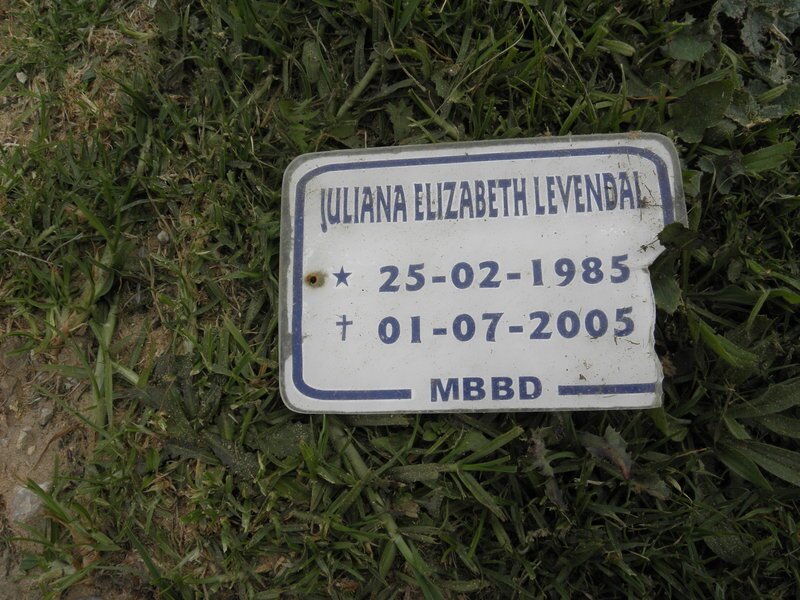 JULIANA ELIZABETH LEVENDAL
★ 25-02-1985
✝ 01-07-2005
MBBD